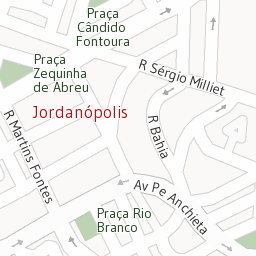 Praça
Cândido
Fontoura
R Sérgio Milliet
Praça
Zequinha
de Abreu
Jordanópolis
R Bahia
R Martins Fontes
Av Pe Anchieta
Praça Rio
Branco